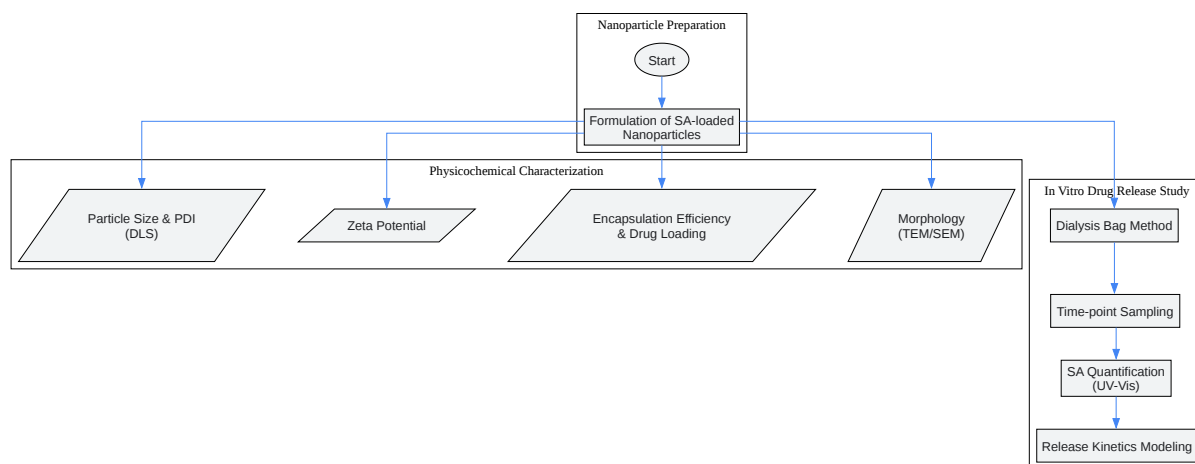 Nanoparticle Preparation
Start
Formulation of SA-loaded
Nanoparticles
Physicochemical Characterization
Particle Size & PDI
(DLS)
Zeta Potential
Encapsulation Efficiency
& Drug Loading
Morphology
(TEM/SEM)
In Vitro Drug Release Study
Dialysis Bag Method
Time-point Sampling
SA Quantification
(UV-Vis)
Release Kinetics Modeling